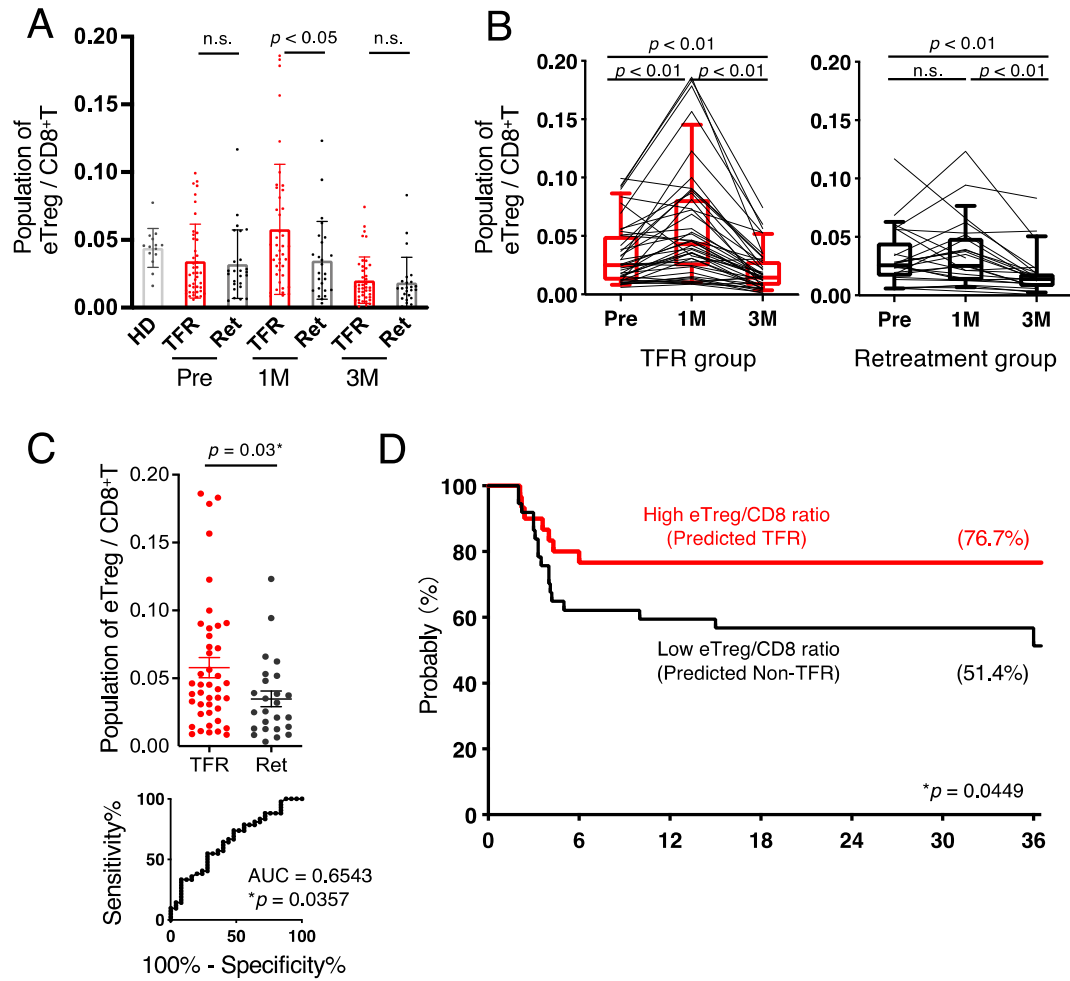 A
Population of
eTreg / CD8⁺T
0.20
0.15
0.10
0.05
0.00
n.s.
p < 0.05
n.s.
HD
TFR
Ret
TFR
Ret
TFR
Ret
Pre
1M
3M
B
Population of
eTreg / CD8⁺T
p < 0.01
p < 0.01
p < 0.01
0.20
0.15
0.10
0.05
0.00
Pre
1M
3M
TFR group
p < 0.01
n.s.
p < 0.01
0.20
0.15
0.10
0.05
0.00
Pre
1M
3M
Retreatment group
C
p = 0.03*
Population of eTreg / CD8⁺T
0.20
0.15
0.10
0.05
0.00
TFR
Ret
Sensitivity%
100
50
0
AUC = 0.6543
*p = 0.0357
0
50
100
100% - Specificity%
D
Probably (%)
100
80
60
40
20
0
High eTreg/CD8 ratio
(Predicted TFR)
(76.7%)
Low eTreg/CD8 ratio
(Predicted Non-TFR)
(51.4%)
*p = 0.0449
0
6
12
18
24
30
36